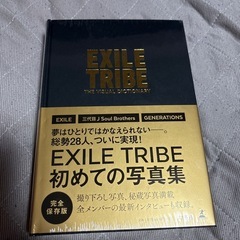 EXILE
TRIBE
THE VISUAL DICTIONARY
EXILE
三代目 J Soul Brothers
GENERATIONS
夢はひとりではかなえられない――。
総勢28人、ついに実現!
EXILE TRIBE
初めての写真集
完全
保存版
撮り下ろし写真、秘蔵写真満載
全メンバーの最新インタビューも収録。